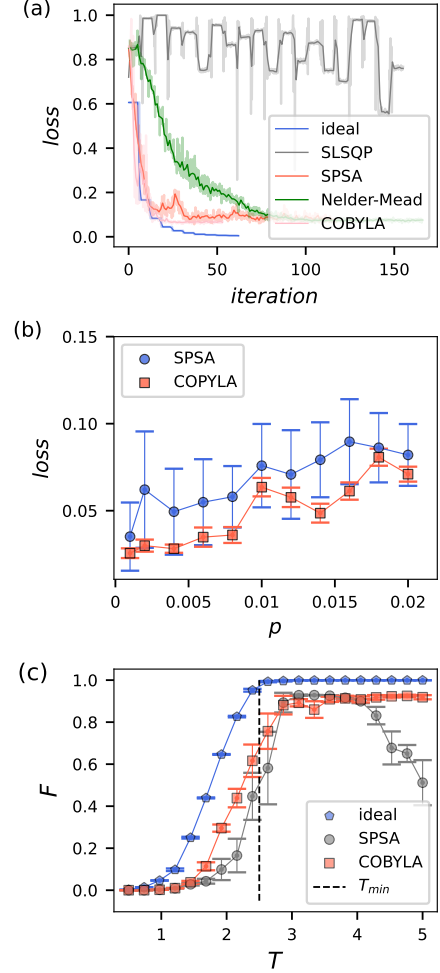 (a)
1.0
0.8
0.6
0.4
0.2
0.0
loss
ideal
SLSQP
SPSA
Nelder-Mead
COBYLA
0 50 100 150
iteration
(b)
0.15
0.10
0.05
loss
SPSA
COPYLA
0 0.005 0.01 0.015 0.02
p
(c)
1.0
0.8
0.6
0.4
0.2
0.0
F
ideal
SPSA
COBYLA
Tmin
1 2 3 4 5
T